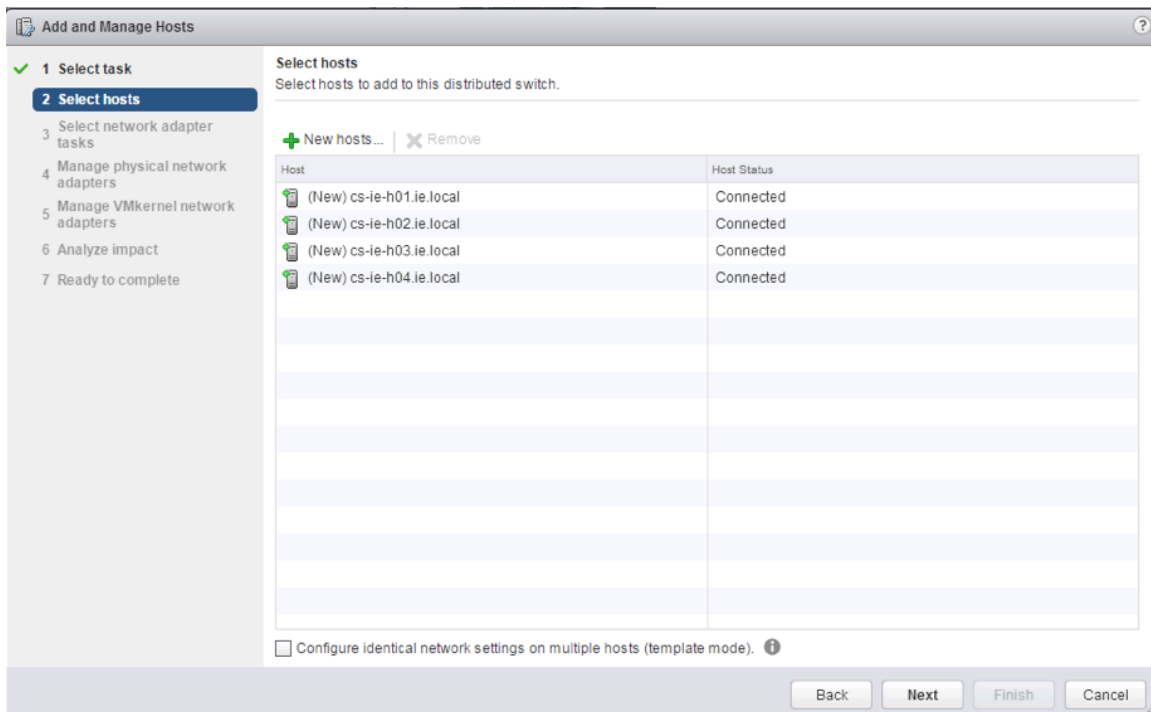 Add and Manage Hosts
?
1 Select task
2 Select hosts
3 Select network adapter
tasks
4 Manage physical network
adapters
5 Manage VMkernel network
adapters
6 Analyze impact
7 Ready to complete
Select hosts
Select hosts to add to this distributed switch.
New hosts... Remove
Host Host Status
(New) cs-ie-h01.ie.local Connected
(New) cs-ie-h02.ie.local Connected
(New) cs-ie-h03.ie.local Connected
(New) cs-ie-h04.ie.local Connected
Configure identical network settings on multiple hosts (template mode).
Back Next Finish Cancel